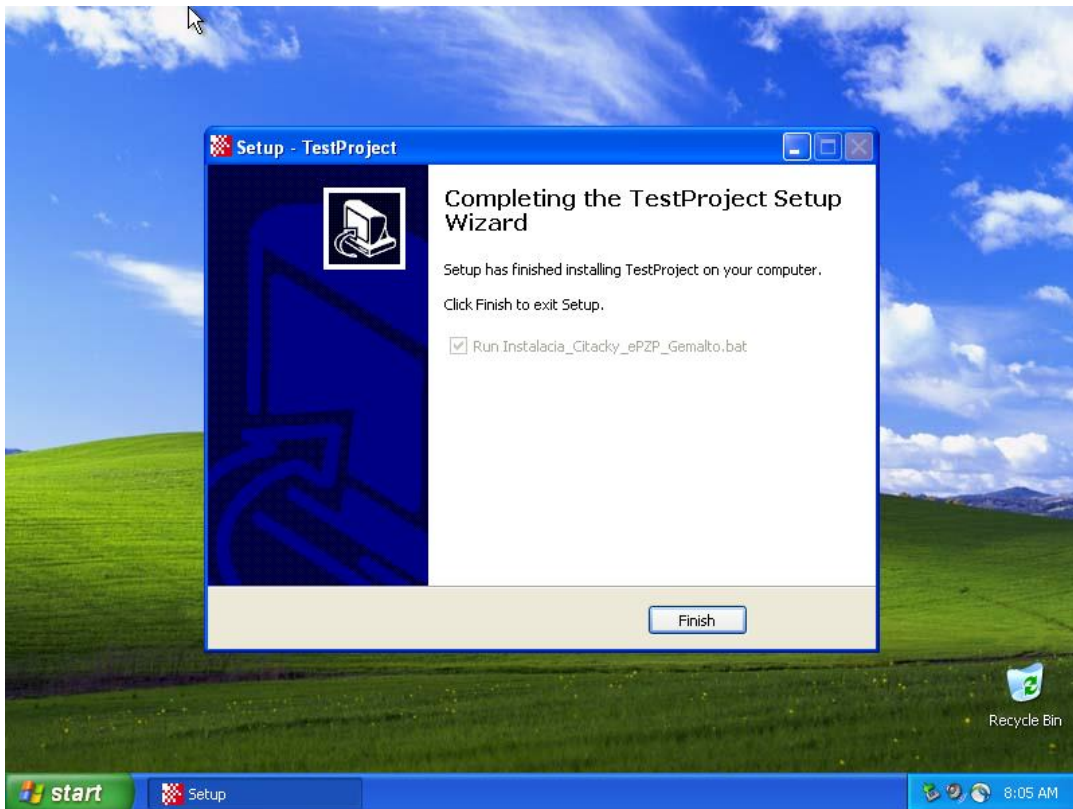 Setup - TestProject
Completing the TestProject Setup
Wizard
Setup has finished installing TestProject on your computer.
Click Finish to exit Setup.
Run Instalacia_Citacky_ePZP_Gemalto.bat
Finish
Recycle Bin
start
Setup
8:05 AM